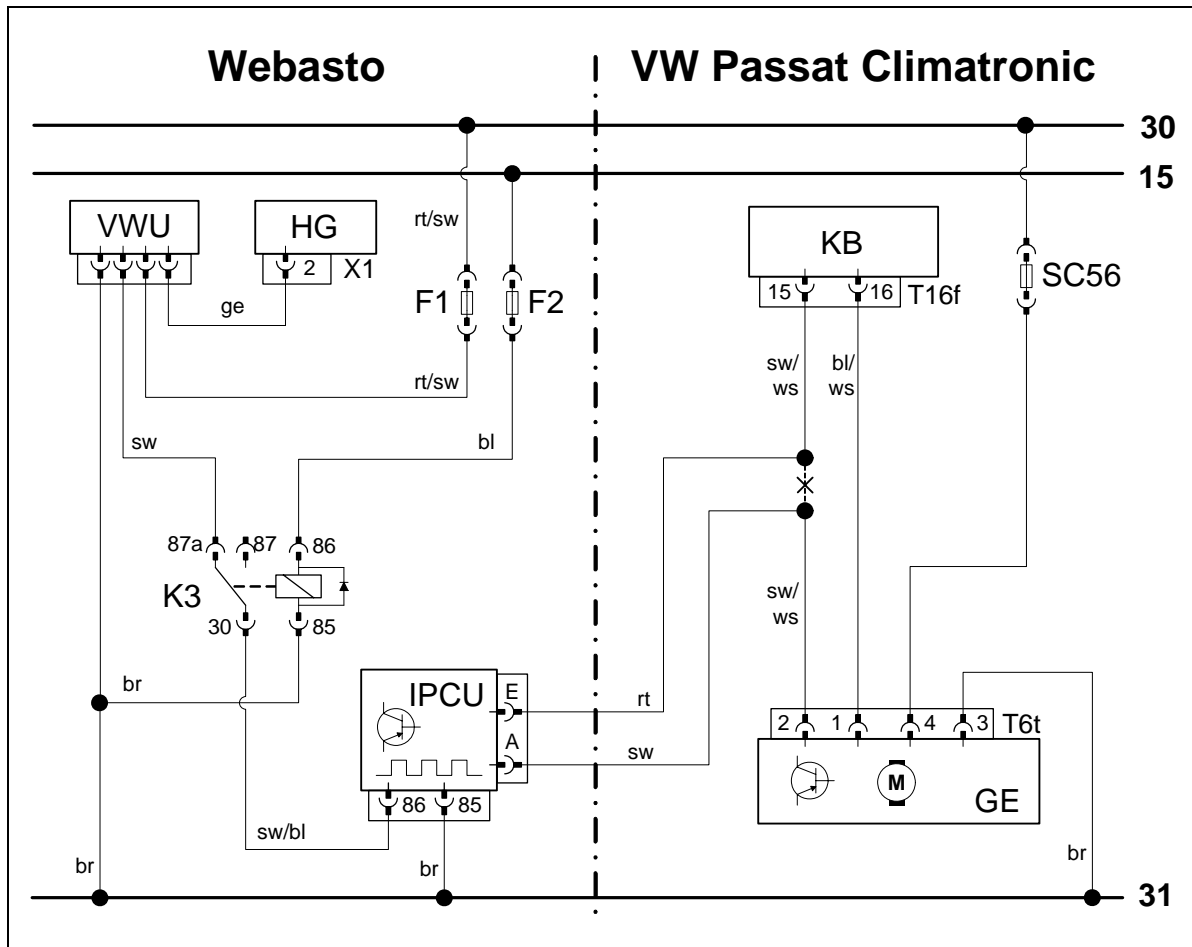 Webasto
VW Passat Climatronic
30
15
VWU
HG
2
X1
rt/sw
KB
15
16
T16f
SC56
ge
F1
F2
rt/sw
sw/
ws
bl/
ws
sw
bl
87a
87
86
K3
30
85
sw/
ws
br
IPCU
E
A
rt
sw
2
1
4
3
T6t
M
GE
86
85
sw/bl
br
br
br
31